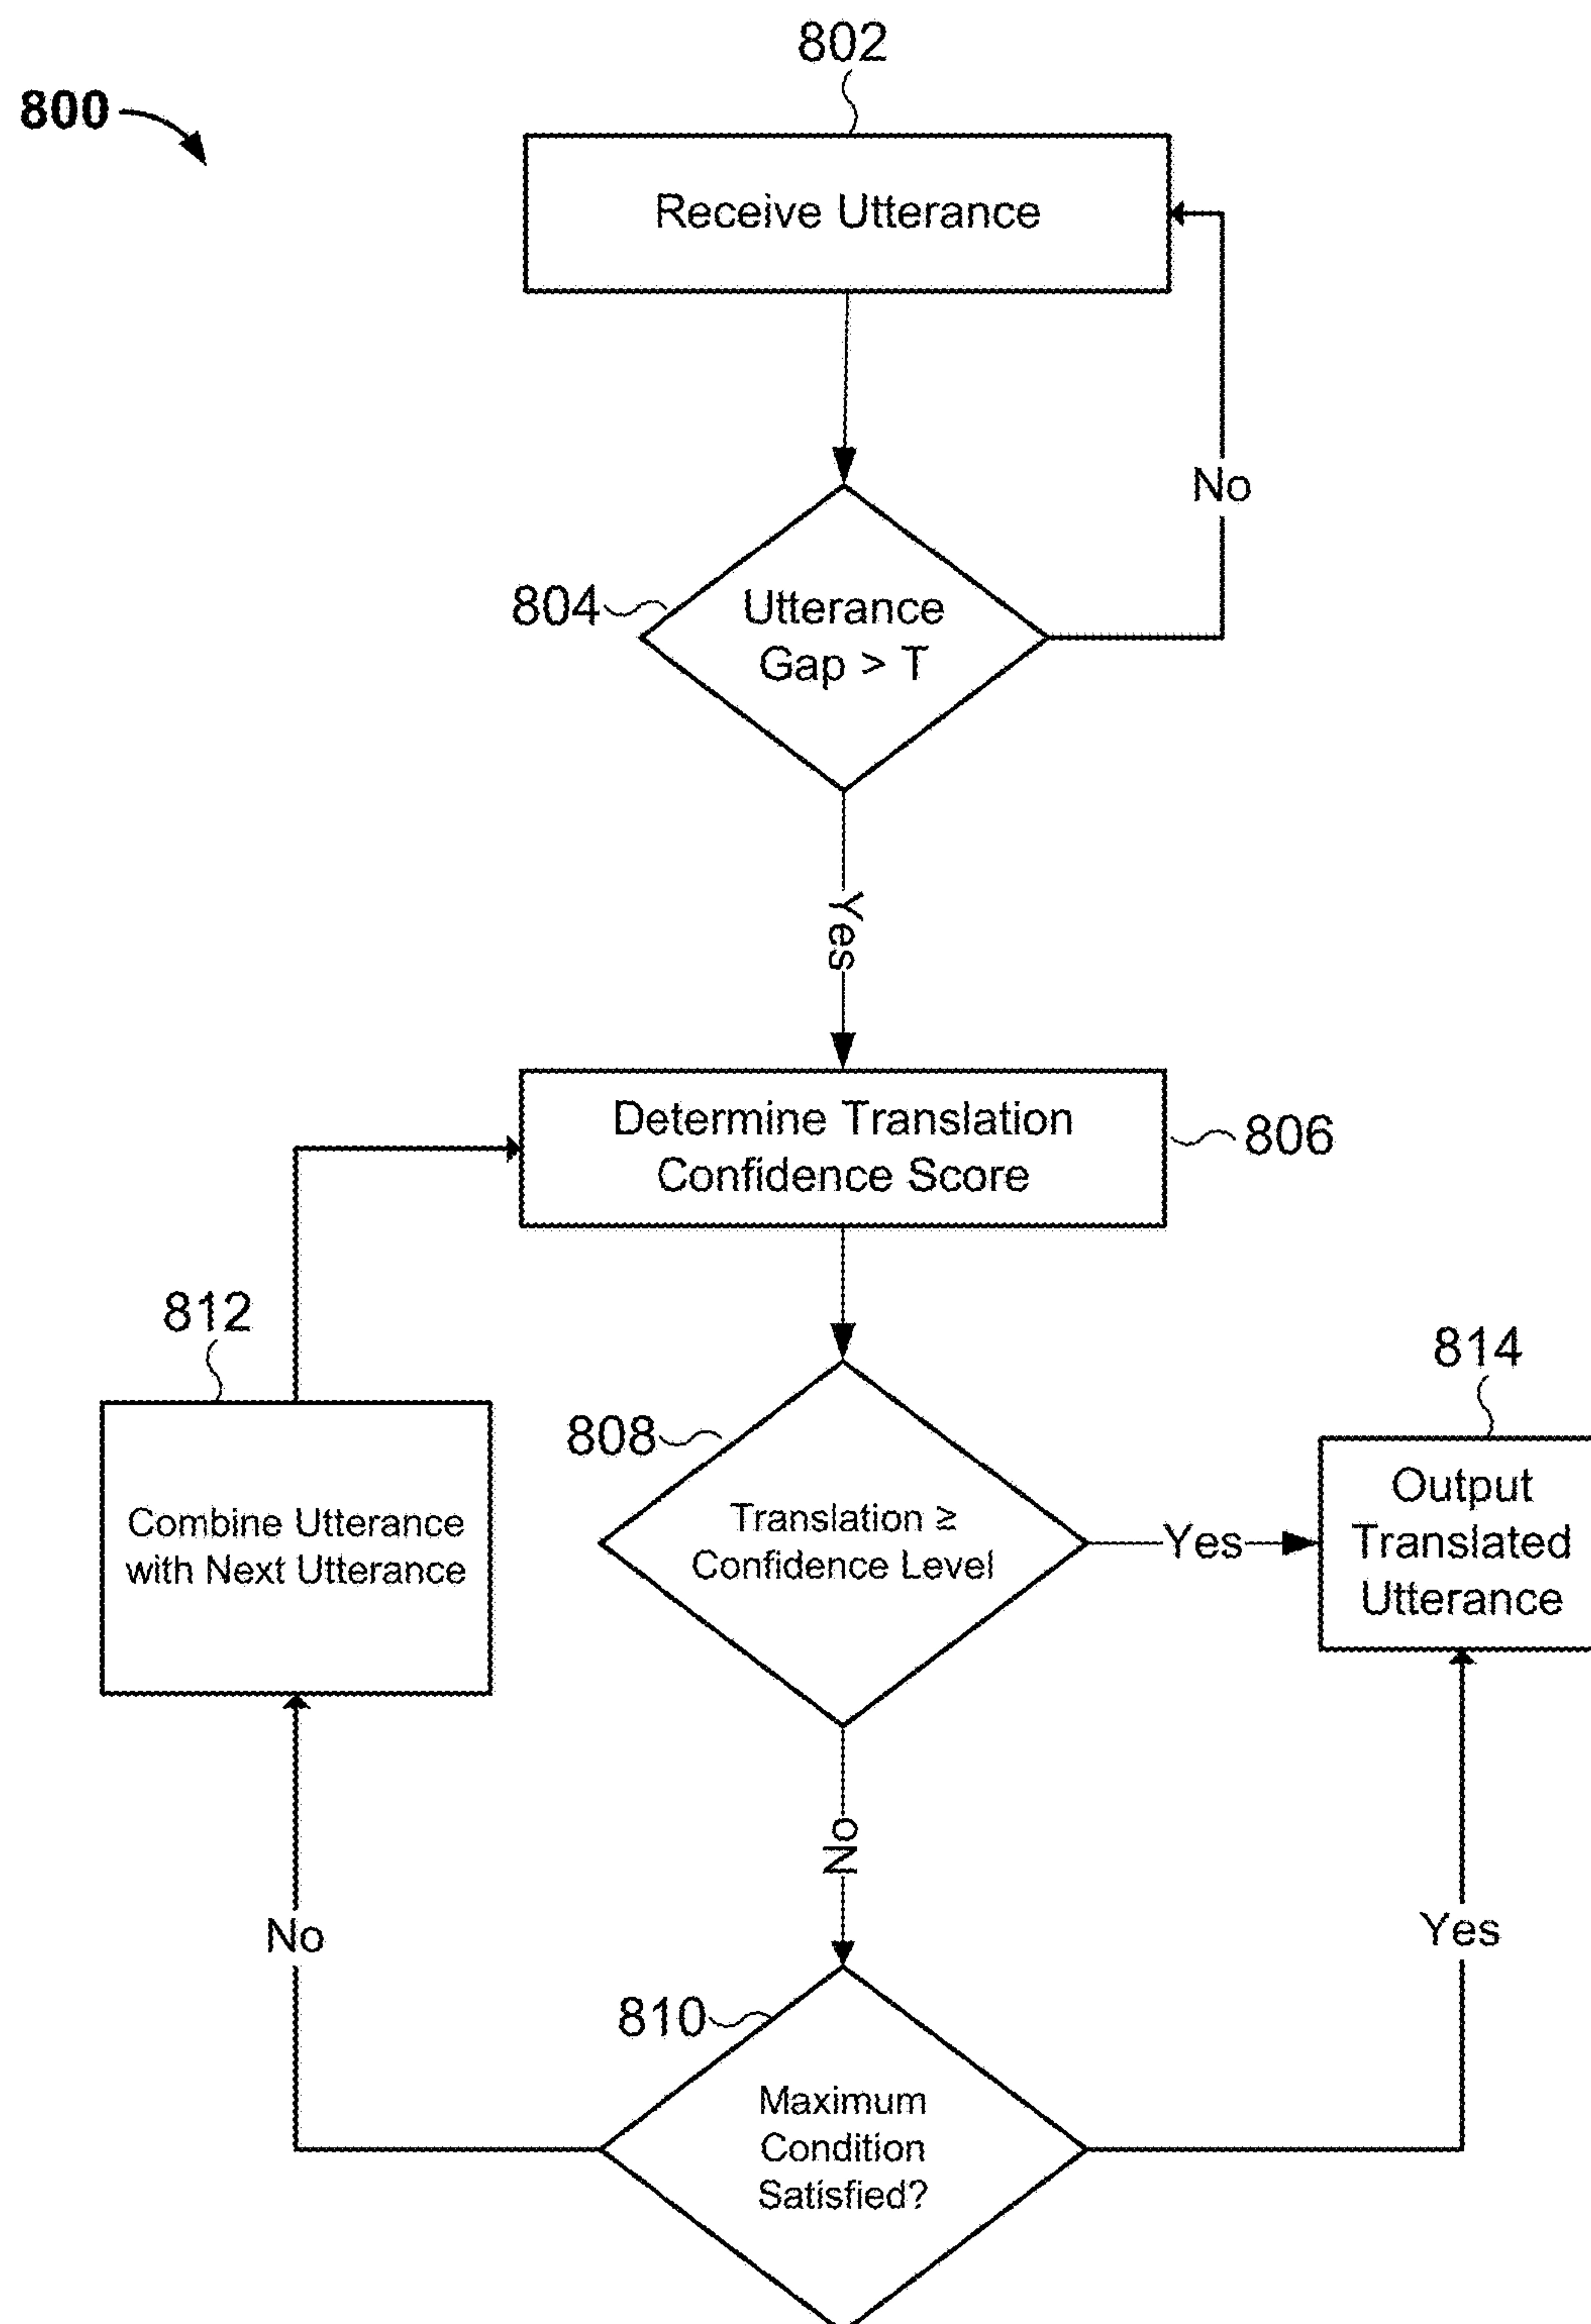 802
800
Receive Utterance
No
804
Utterance
Gap > T
Yes
Determine Translation
Confidence Score
806
812
814
808
Combine Utterance
with Next Utterance
Translation ≥
Confidence Level
Yes
Output
Translated
Utterance
No
No
Yes
810
Maximum
Condition
Satisfied?